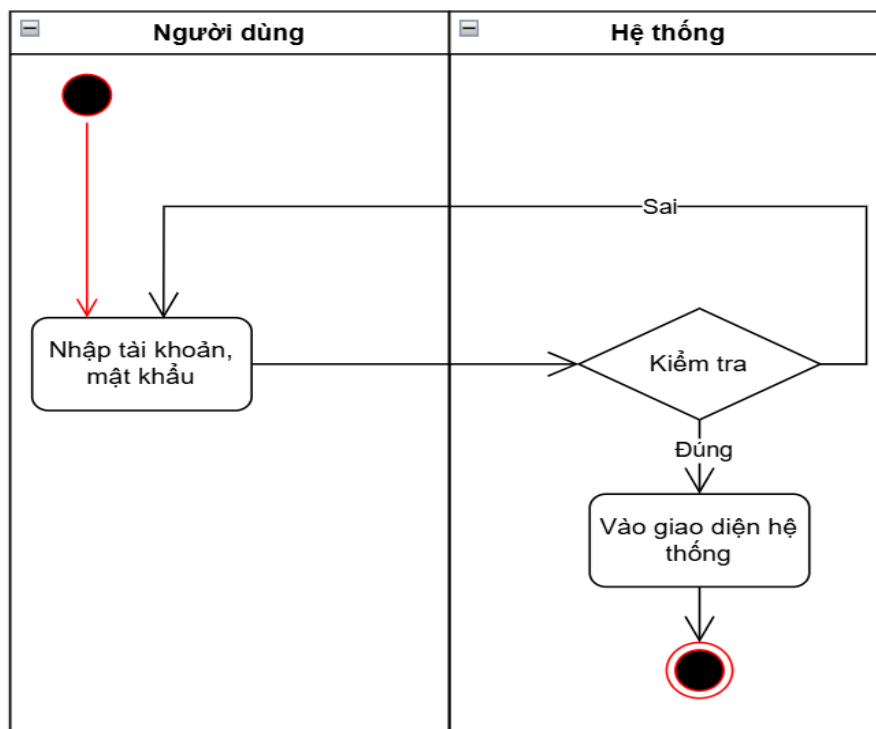 Người dùng
Hệ thống
Sai
Nhập tài khoản,
mật khẩu
Kiểm tra
Đúng
Vào giao diện hệ
thống